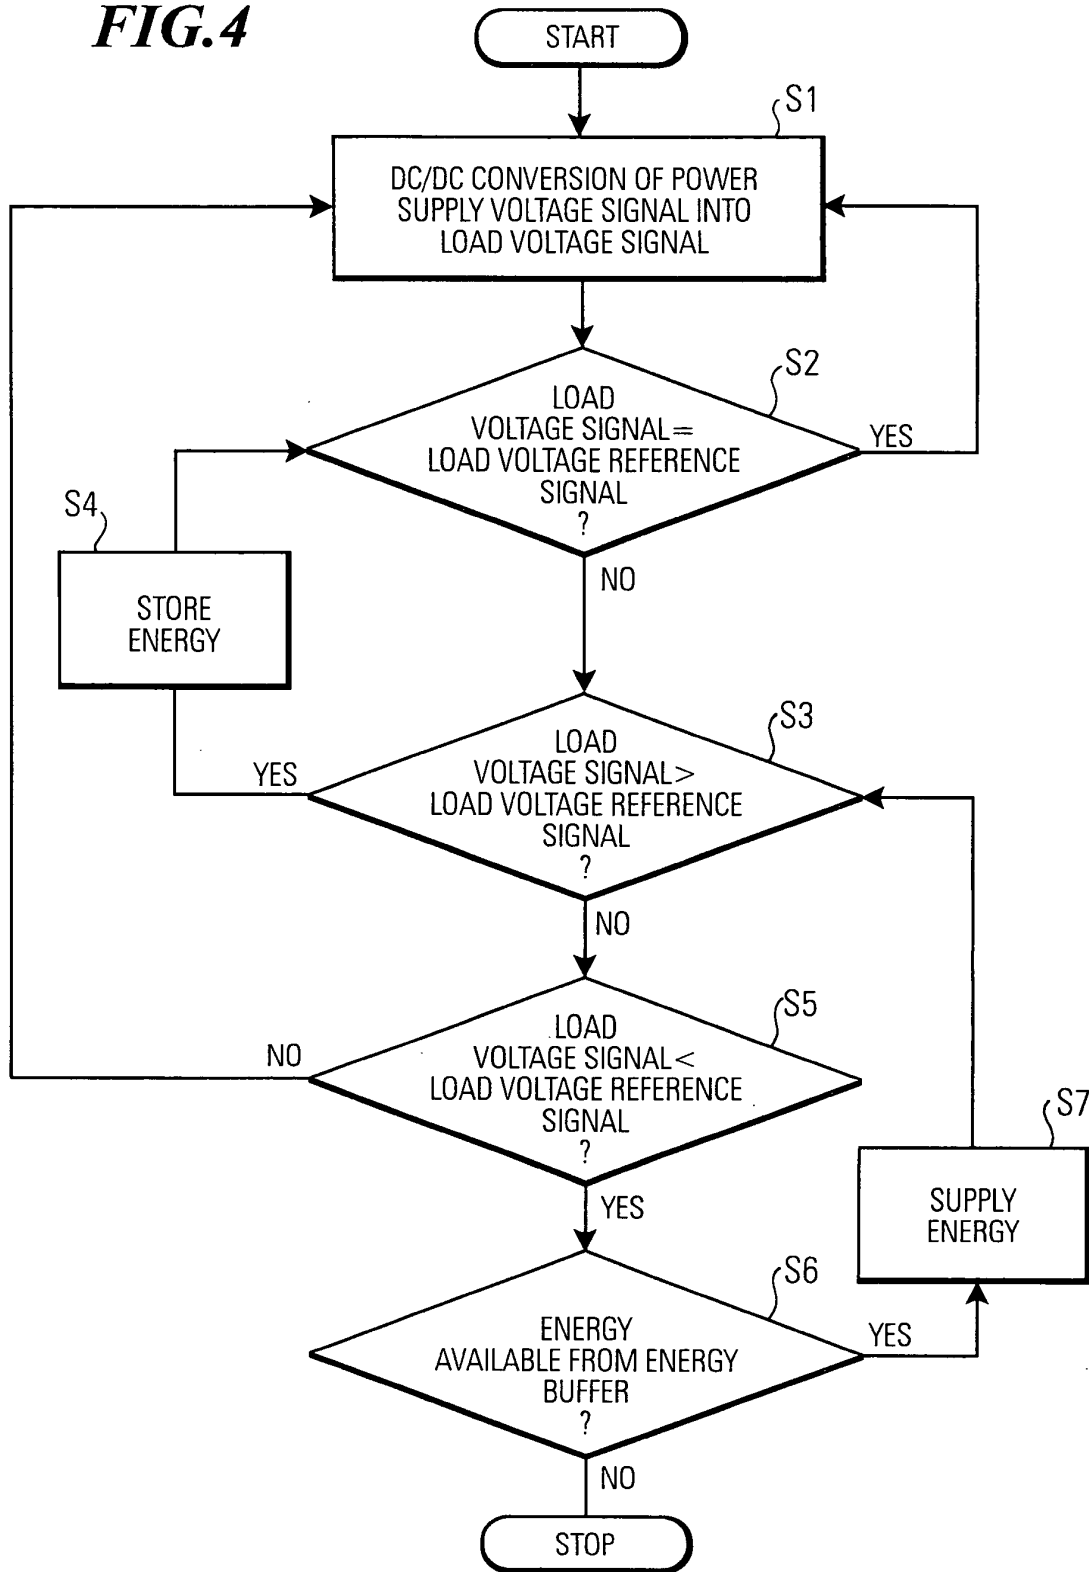 FIG.4
START
S1
DC/DC CONVERSION OF POWER
SUPPLY VOLTAGE SIGNAL INTO
LOAD VOLTAGE SIGNAL
S2
LOAD
VOLTAGE SIGNAL=
LOAD VOLTAGE REFERENCE
SIGNAL
?
YES
NO
S4
STORE
ENERGY
S3
LOAD
VOLTAGE SIGNAL>
LOAD VOLTAGE REFERENCE
SIGNAL
?
YES
NO
S5
LOAD
VOLTAGE SIGNAL<
LOAD VOLTAGE REFERENCE
SIGNAL
?
NO
YES
S7
SUPPLY
ENERGY
S6
ENERGY
AVAILABLE FROM ENERGY
BUFFER
?
YES
NO
STOP